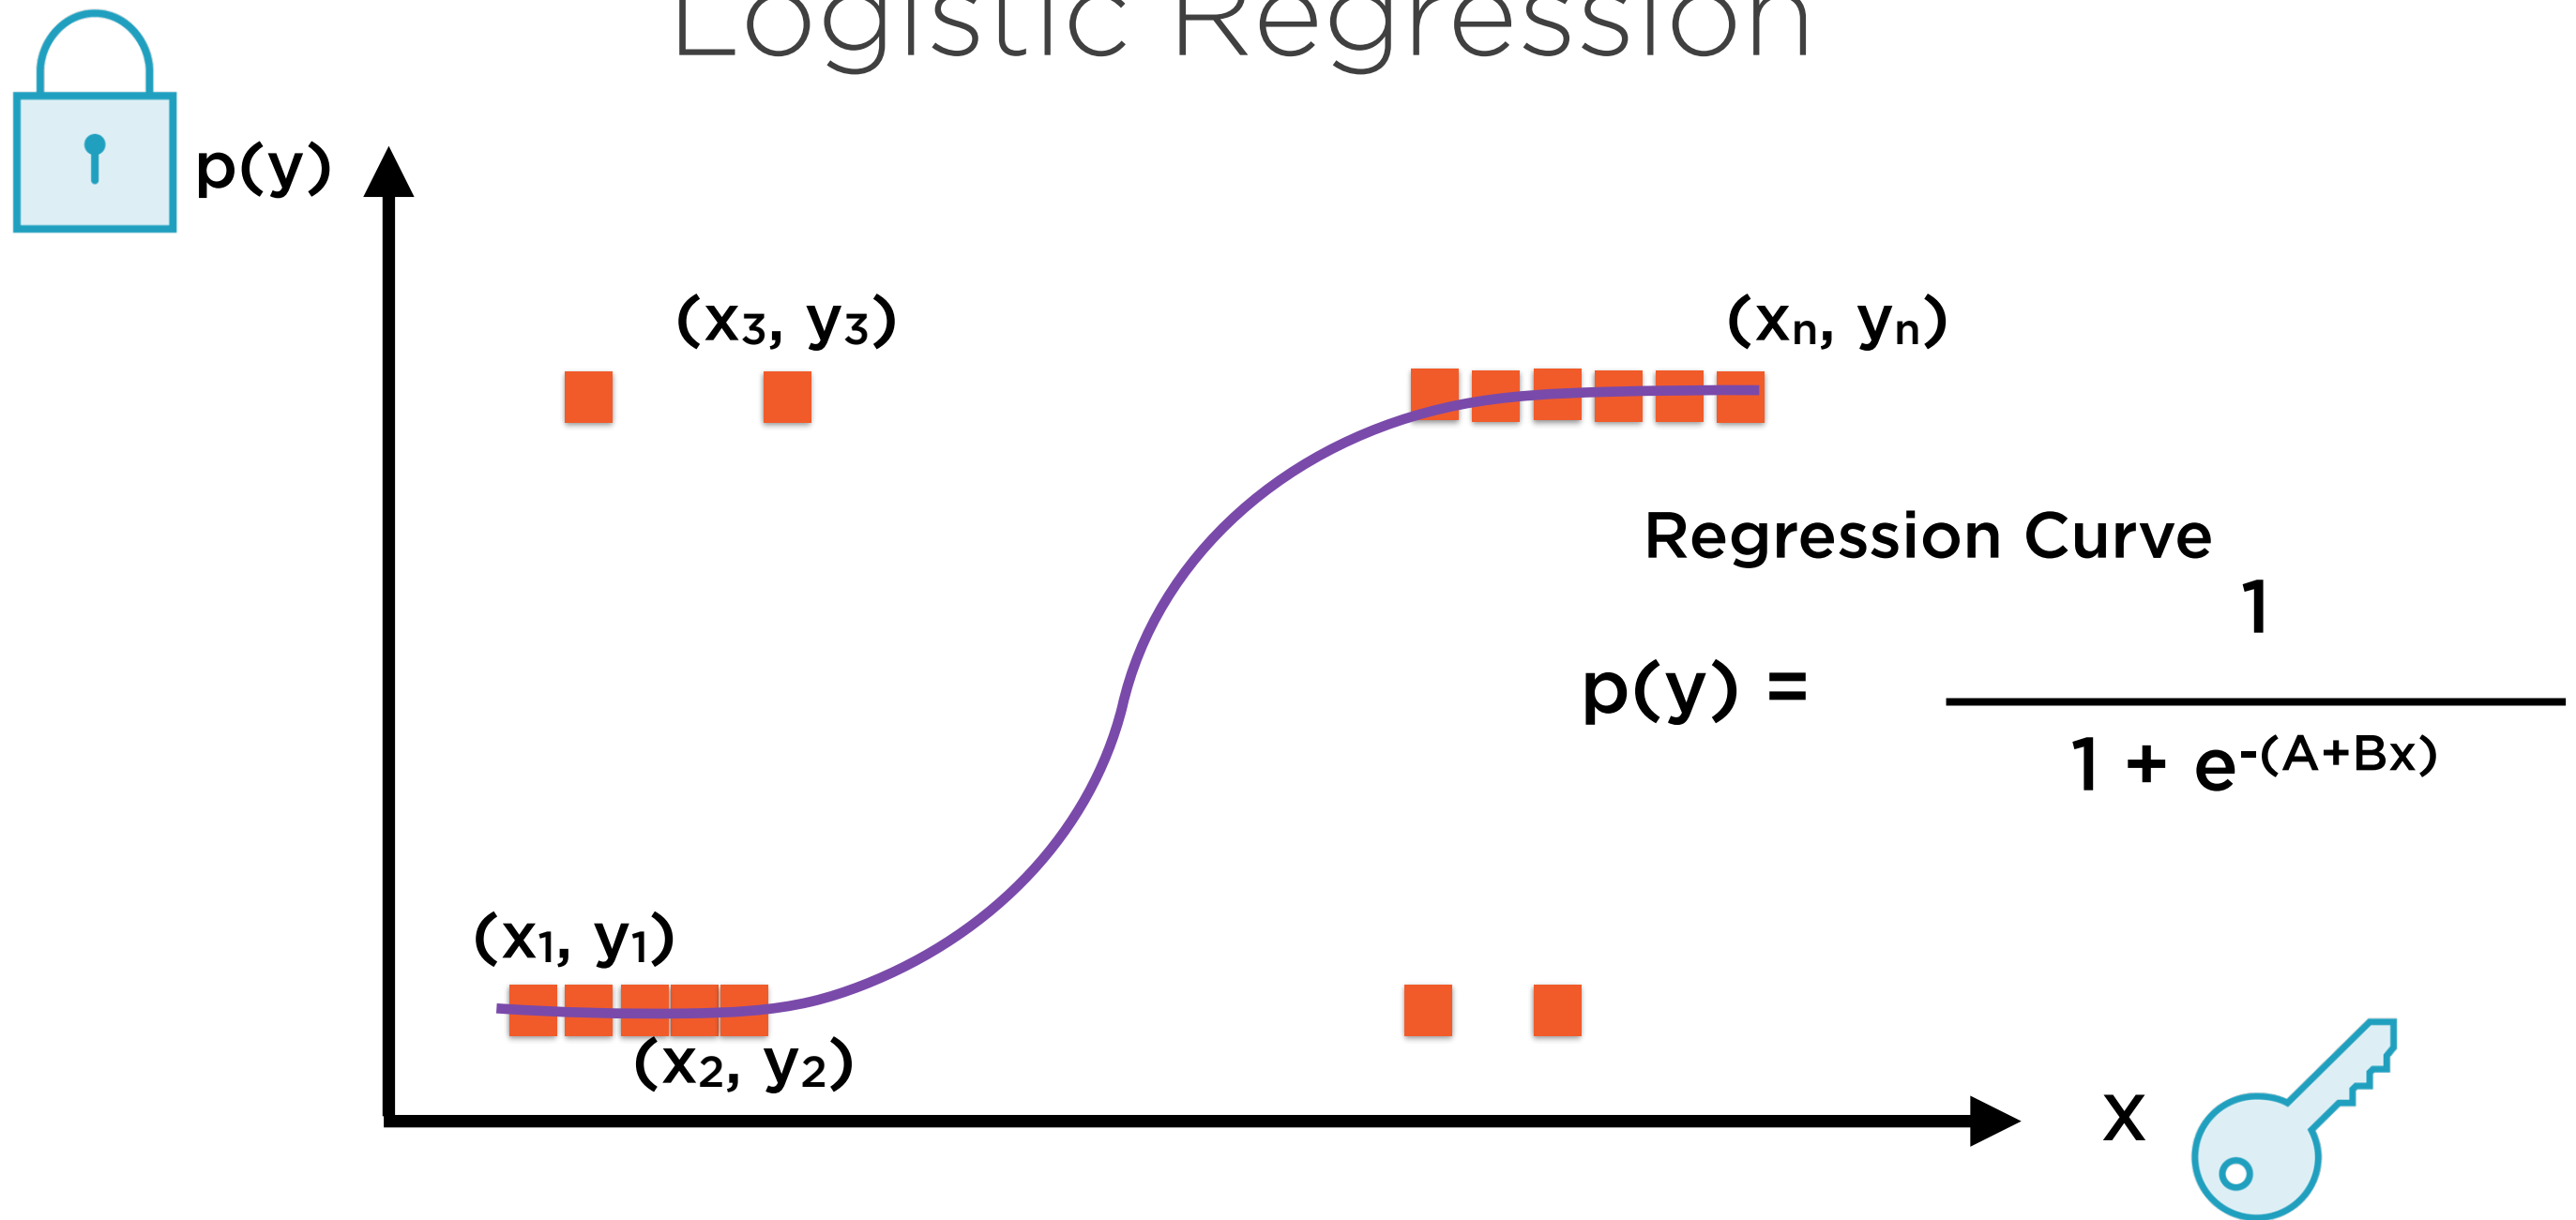 Logistic Regression
p(y)
(x₃, y₃)
(xₙ, yₙ)
Regression Curve
1
p(y) =
1 + e⁻⁽ᴬ⁺ᴮˣ⁾
(x₁, y₁)
(x₂, y₂)
X